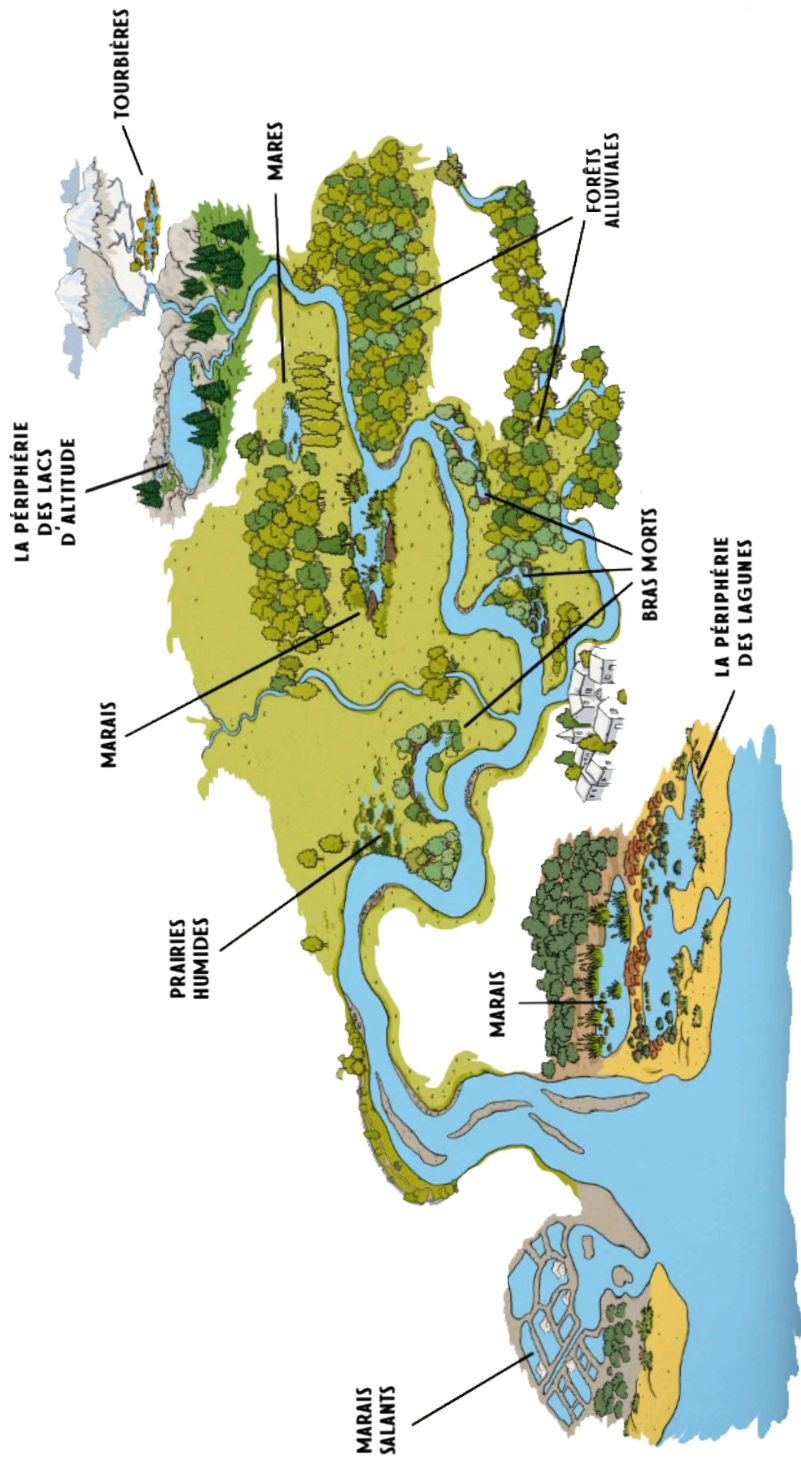 TOURBIÈRES
LA PÉRIPHÉRIE
DES LACS
D'ALTITUDE
MARES
MARAIS
FORÊTS
ALLUVIALES
PRAIRIES
HUMIDES
BRAS MORTS
MARAIS
LA PÉRIPHÉRIE
DES LAGUNES
MARAIS
SALANTS